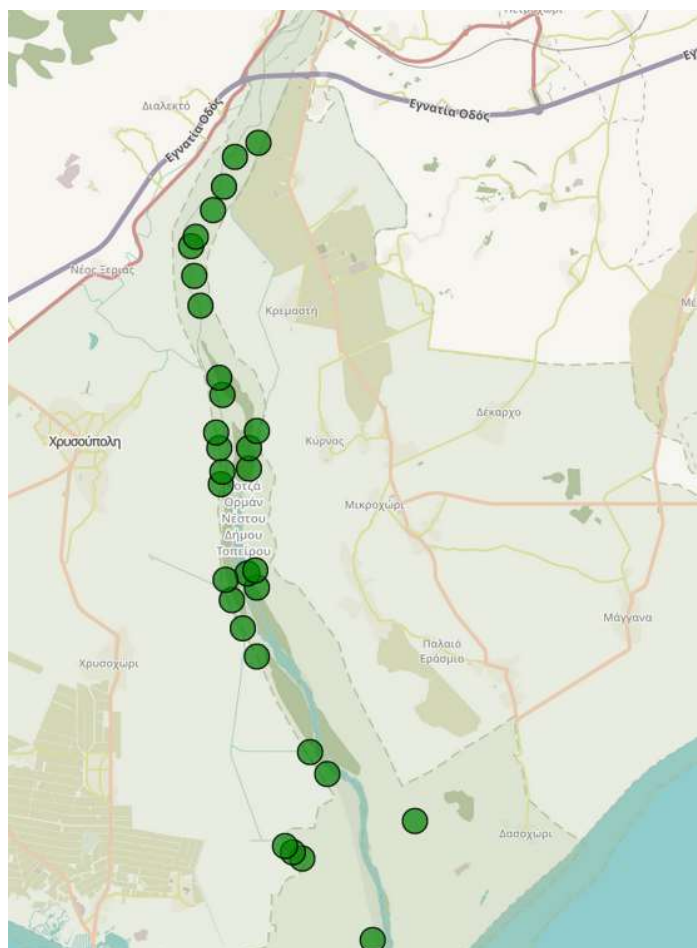 Πετροχώρι
Διαλεκτό
Εγνατία Οδός
Εγνατία Οδός
Νέος Ξεριάς
Κρεμαστή
Δέκαρχο
Χρυσούπολη
Κύρνος
Μικροχώρι
Ορμάν
Νέστου
Δήμου
Τοπείρου
Μάγγανα
Παλαιό
Εράσμιο
Χρυσοχώρι
Δασοχώρι